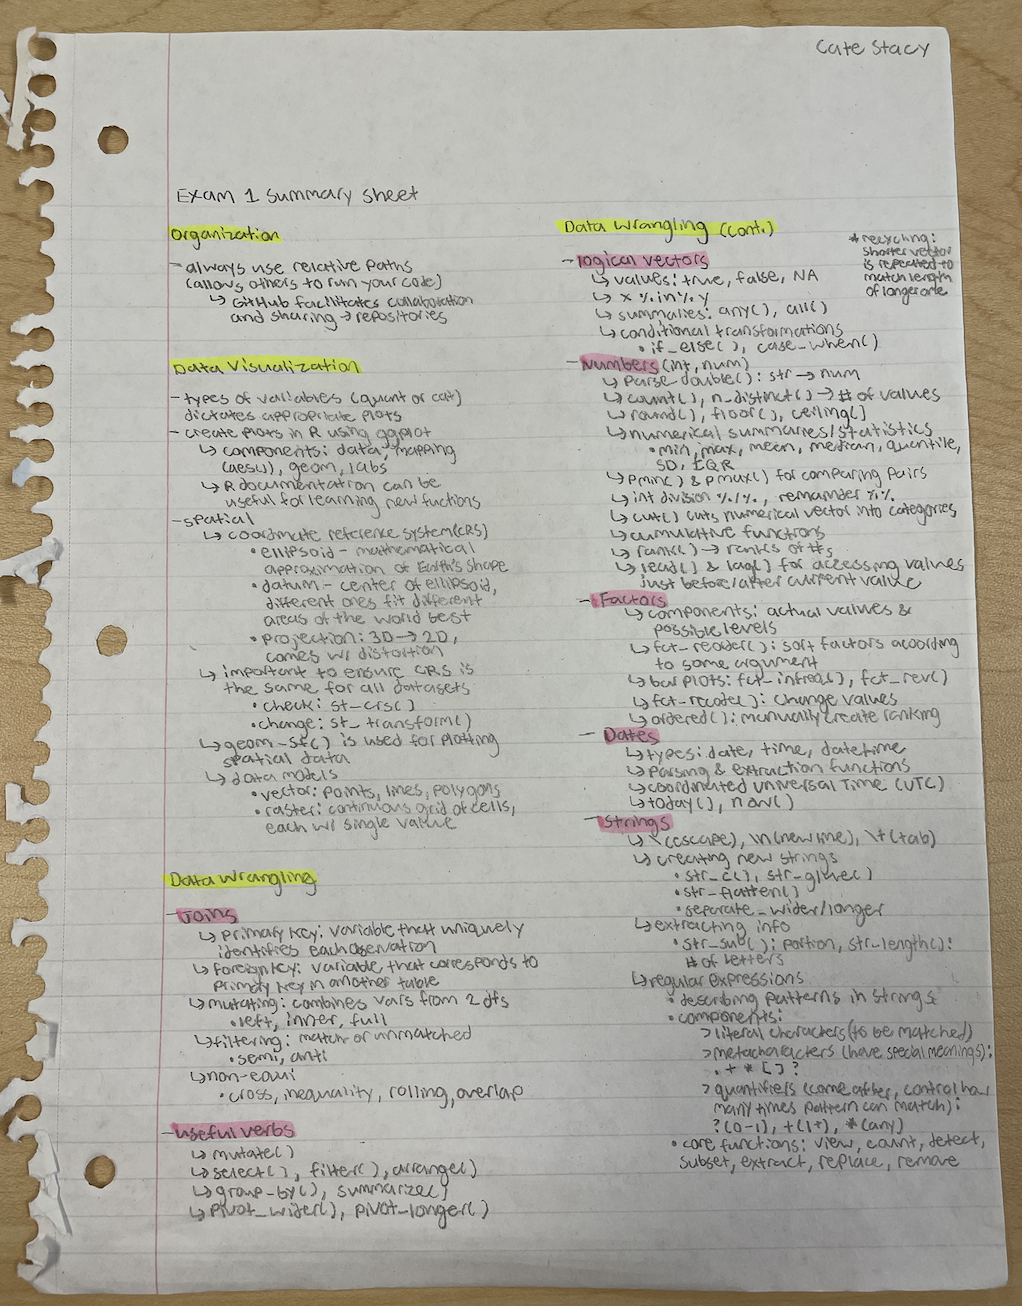 Cate Stacy
Exam 1 Summary sheet
Organization
- always use relative paths
(allows others to run your code)
↳ GitHub facilitates collaboration
and sharing → repositories
Data Visualization
- types of variables (quant or cat)
dictates appropriate plots
- create plots in R using ggplot
↳ components: data, mapping
(aes()), geom, labs
↳ R documentation can be
useful for learning new fuctions
- spatial
↳ coordinate reference system (CRS)
• ellipsoid - mathematical
approximation of Earth's shape
• datum - center of ellipsoid,
different ones fit different
areas of the world best
• projection: 3D → 2D,
comes w/ distortion
↳ important to ensure CRS is
the same for all datasets
• check: st_crs()
• change: st_transform()
↳ geom_sf() is used for plotting
spatial data
↳ data models
• vector: points, lines, polygons
• raster: continuous grid of cells,
each w/ single value
Data Wrangling
- Joins
↳ primary key: variable that uniquely
identifies each observation
↳ foreign key: variable that corresponds to
primary key in another table
↳ mutating: combines vars from 2 dfs
• left, inner, full
↳ filtering: match or unmatched
• semi, anti
↳ non-equi
• cross, inequality, rolling, overlap
- useful verbs
↳ mutate()
↳ select(), filter(), arrange()
↳ group_by(), summarize()
↳ pivot_wider(), pivot_longer()
Data Wrangling (cont.)
* recycling:
shorter vector
is repeated to
match length
of longer one
- logical vectors
↳ values: true, false, NA
↳ x %in% y
↳ summaries: any(), all()
↳ conditional transformations
• if_else(), case_when()
- Numbers (int, num)
↳ parse_double(): str → num
↳ count(), n_distinct() → # of values
↳ round(), floor(), ceiling()
↳ numerical summaries/statistics
• min, max, mean, median, quantile,
SD, IQR
↳ pmin() & pmax() for comparing pairs
↳ int division %/%, remainder %%
↳ cut() cuts numerical vector into categories
↳ cumulative functions
↳ rank() → ranks of #s
↳ lead() & lag() for accessing values
just before/after current value
- Factors
↳ components: actual values &
possible levels
↳ fct_reorder(): sort factors acording
to some argument
↳ bar plots: fct_infreq(), fct_rev()
↳ fct_recode(): change values
↳ ordered(): manually create ranking
- Dates
↳ types: date, time, datetime
↳ parsing & extraction functions
↳ coordinated Universal Time (UTC)
↳ today(), now()
- Strings
↳ \ (escape), \n (new line), \t (tab)
↳ creating new strings
• str_c(), str_glue()
• str_flatten()
• separate_wider/longer
↳ extracting info
• str_sub(): portion, str_length():
# of letters
↳ regular expressions
• describing patterns in strings
• components:
> literal characters (to be matched)
> metacharacters (have special meanings):
. + * [ ] ?
> quantifiers (come after, control how
many times pattern can match):
? (0-1), + (1+), * (any)
• core functions: view, count, detect,
subset, extract, replace, remove